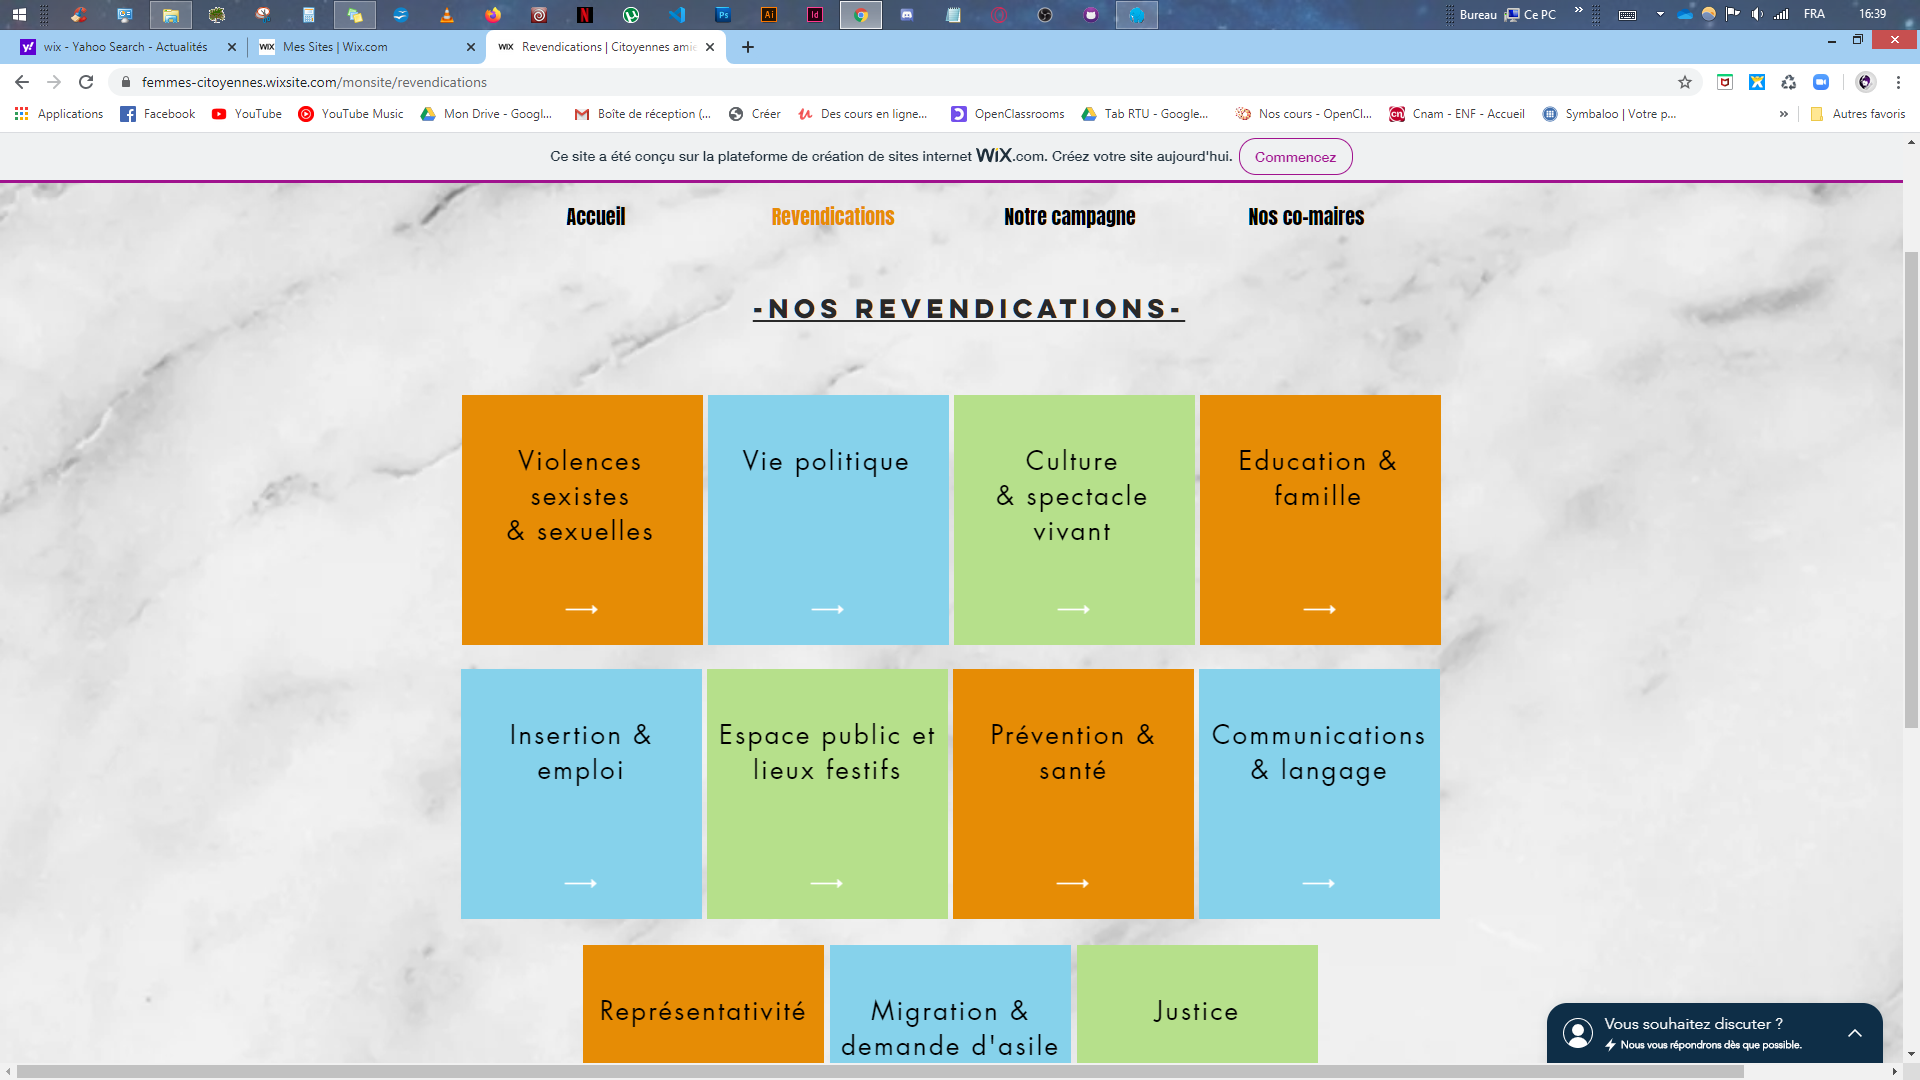 Bureau
Ce PC
»
FRA
16:39
wix - Yahoo Search - Actualités
WIX Mes Sites | Wix.com
WIX Revendications | Citoyennes amie
femmes-citoyennes.wixsite.com/monsite/revendications
Applications
Facebook
YouTube
YouTube Music
Mon Drive - Googl...
Boîte de réception (...
Créer
Des cours en ligne...
OpenClassrooms
Tab RTU - Google...
Nos cours - OpenCl...
Cnam - ENF - Accueil
Symbaloo | Votre p...
»
Autres favoris
Ce site a été conçu sur la plateforme de création de sites internet WiX.com. Créez votre site aujourd'hui.
Commencez
Accueil
Revendications
Notre campagne
Nos co-maires
-NOS REVENDICATIONS-
Violences
sexistes
& sexuelles
Vie politique
Culture
& spectacle
vivant
Education &
famille
Insertion &
emploi
Espace public et
lieux festifs
Prévention &
santé
Communications
& langage
Représentativité
Migration &
demande d'asile
Justice
Vous souhaitez discuter ?
Nous vous répondrons dès que possible.